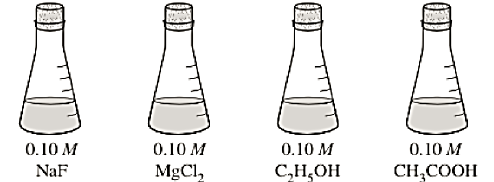 0.10 M 0.10 M 0.10 M 0.10 M
NaF MgCl₂ C₂H₅OH CH₃COOH